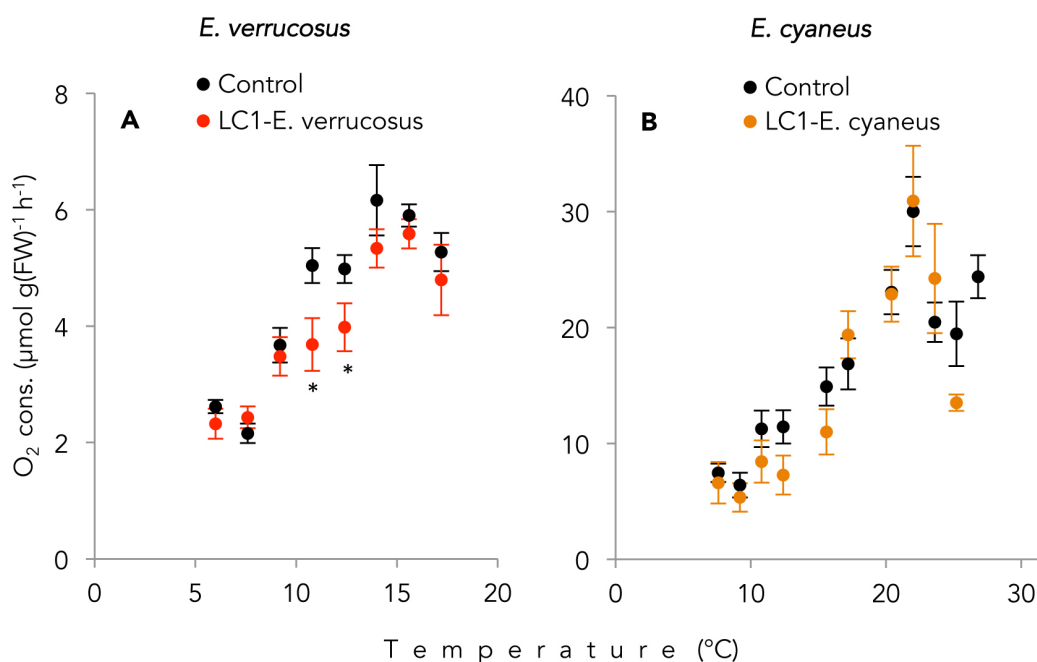 E. verrucosus
Control
LC1-E. verrucosus
A
8
6
4
2
0
0 5 10 15 20
*
*
O₂ cons. (µmol g(FW)⁻¹ h⁻¹)
E. cyaneus
Control
LC1-E. cyaneus
B
40
30
20
10
0
0 10 20 30
Temperature (°C)